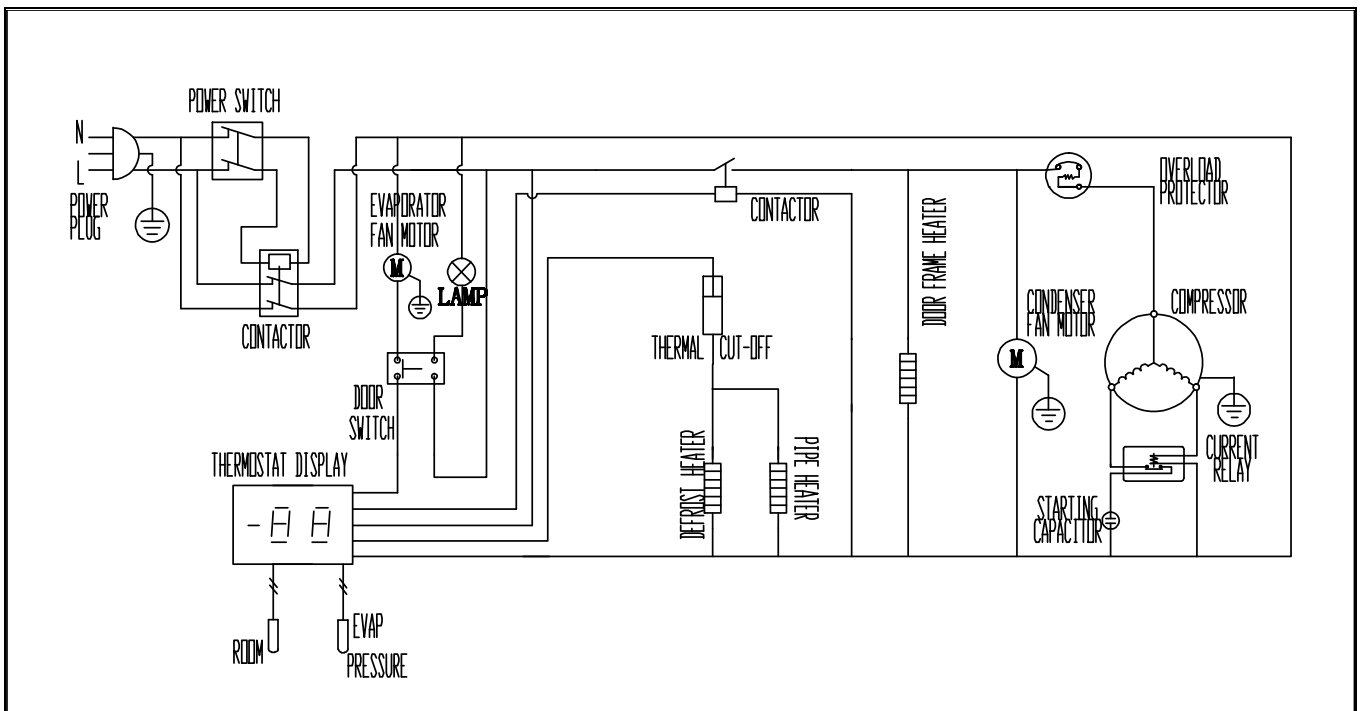 POWER SWITCH
N
L
POWER
PLUG
CONTACTOR
EVAPORATOR
FAN MOTOR
M
LAMP
DOOR
SWITCH
THERMOSTAT DISPLAY
ROOM
EVAP
PRESSURE
CONTACTOR
THERMAL CUT-OFF
DEFROST HEATER
PIPE HEATER
DOOR FRAME HEATER
CONDENSER
FAN MOTOR
M
OVERLOAD
PROTECTOR
COMPRESSOR
CURRENT
RELAY
STARTING
CAPACITOR